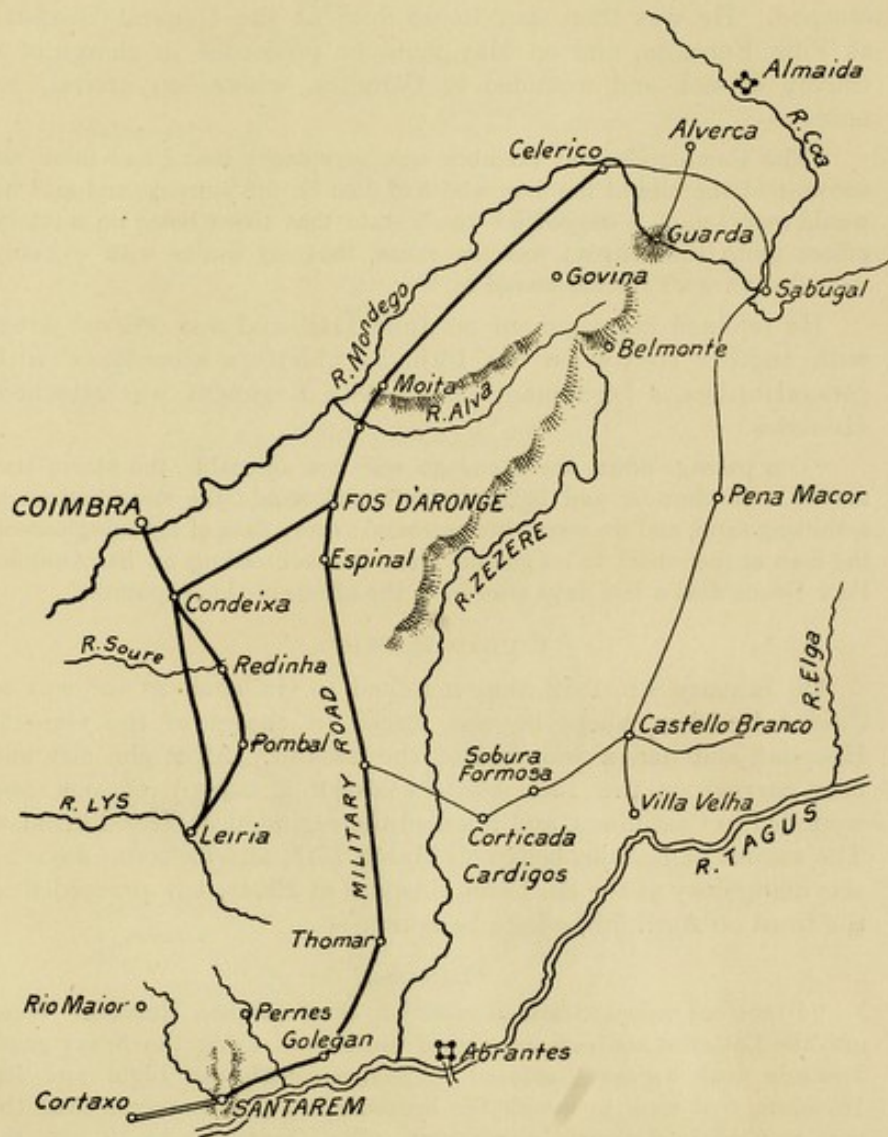 Almaida
R. Coa
Alverca
Celerico
Guarda
Govina
Sabugal
R. Mondego
Belmonte
Moita
R. Alva
COIMBRA
FOS D'ARONGE
Pena Macor
Espinal
R. ZEZERE
Condeixa
R. Soure
Redinha
R. Elga
MILITARY ROAD
Castello Branco
Pombal
Sobura
Formosa
R. LYS
Villa Velha
Leiria
Corticada
R. TAGUS
Cardigos
Thomar
Rio Maior
Pernes
Golegan
Abrantes
Cortaxo
SANTAREM